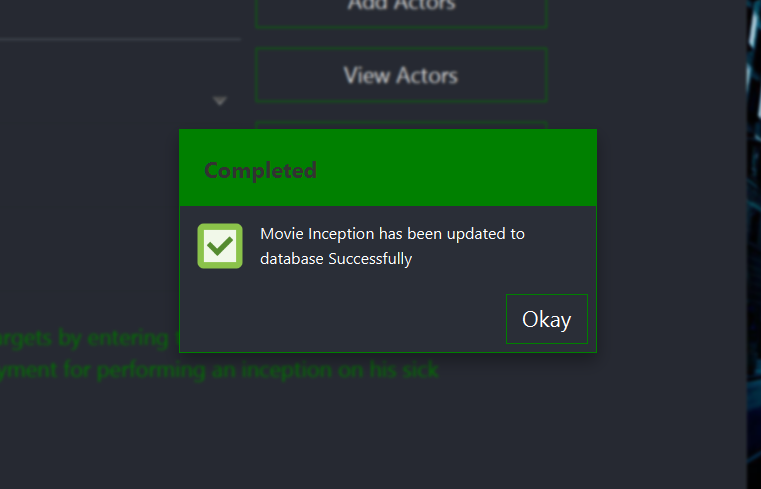 Add Actors
View Actors
Completed
Movie Inception has been updated to
database Successfully
Okay
argets by entering
yment for performing an inception on his sick